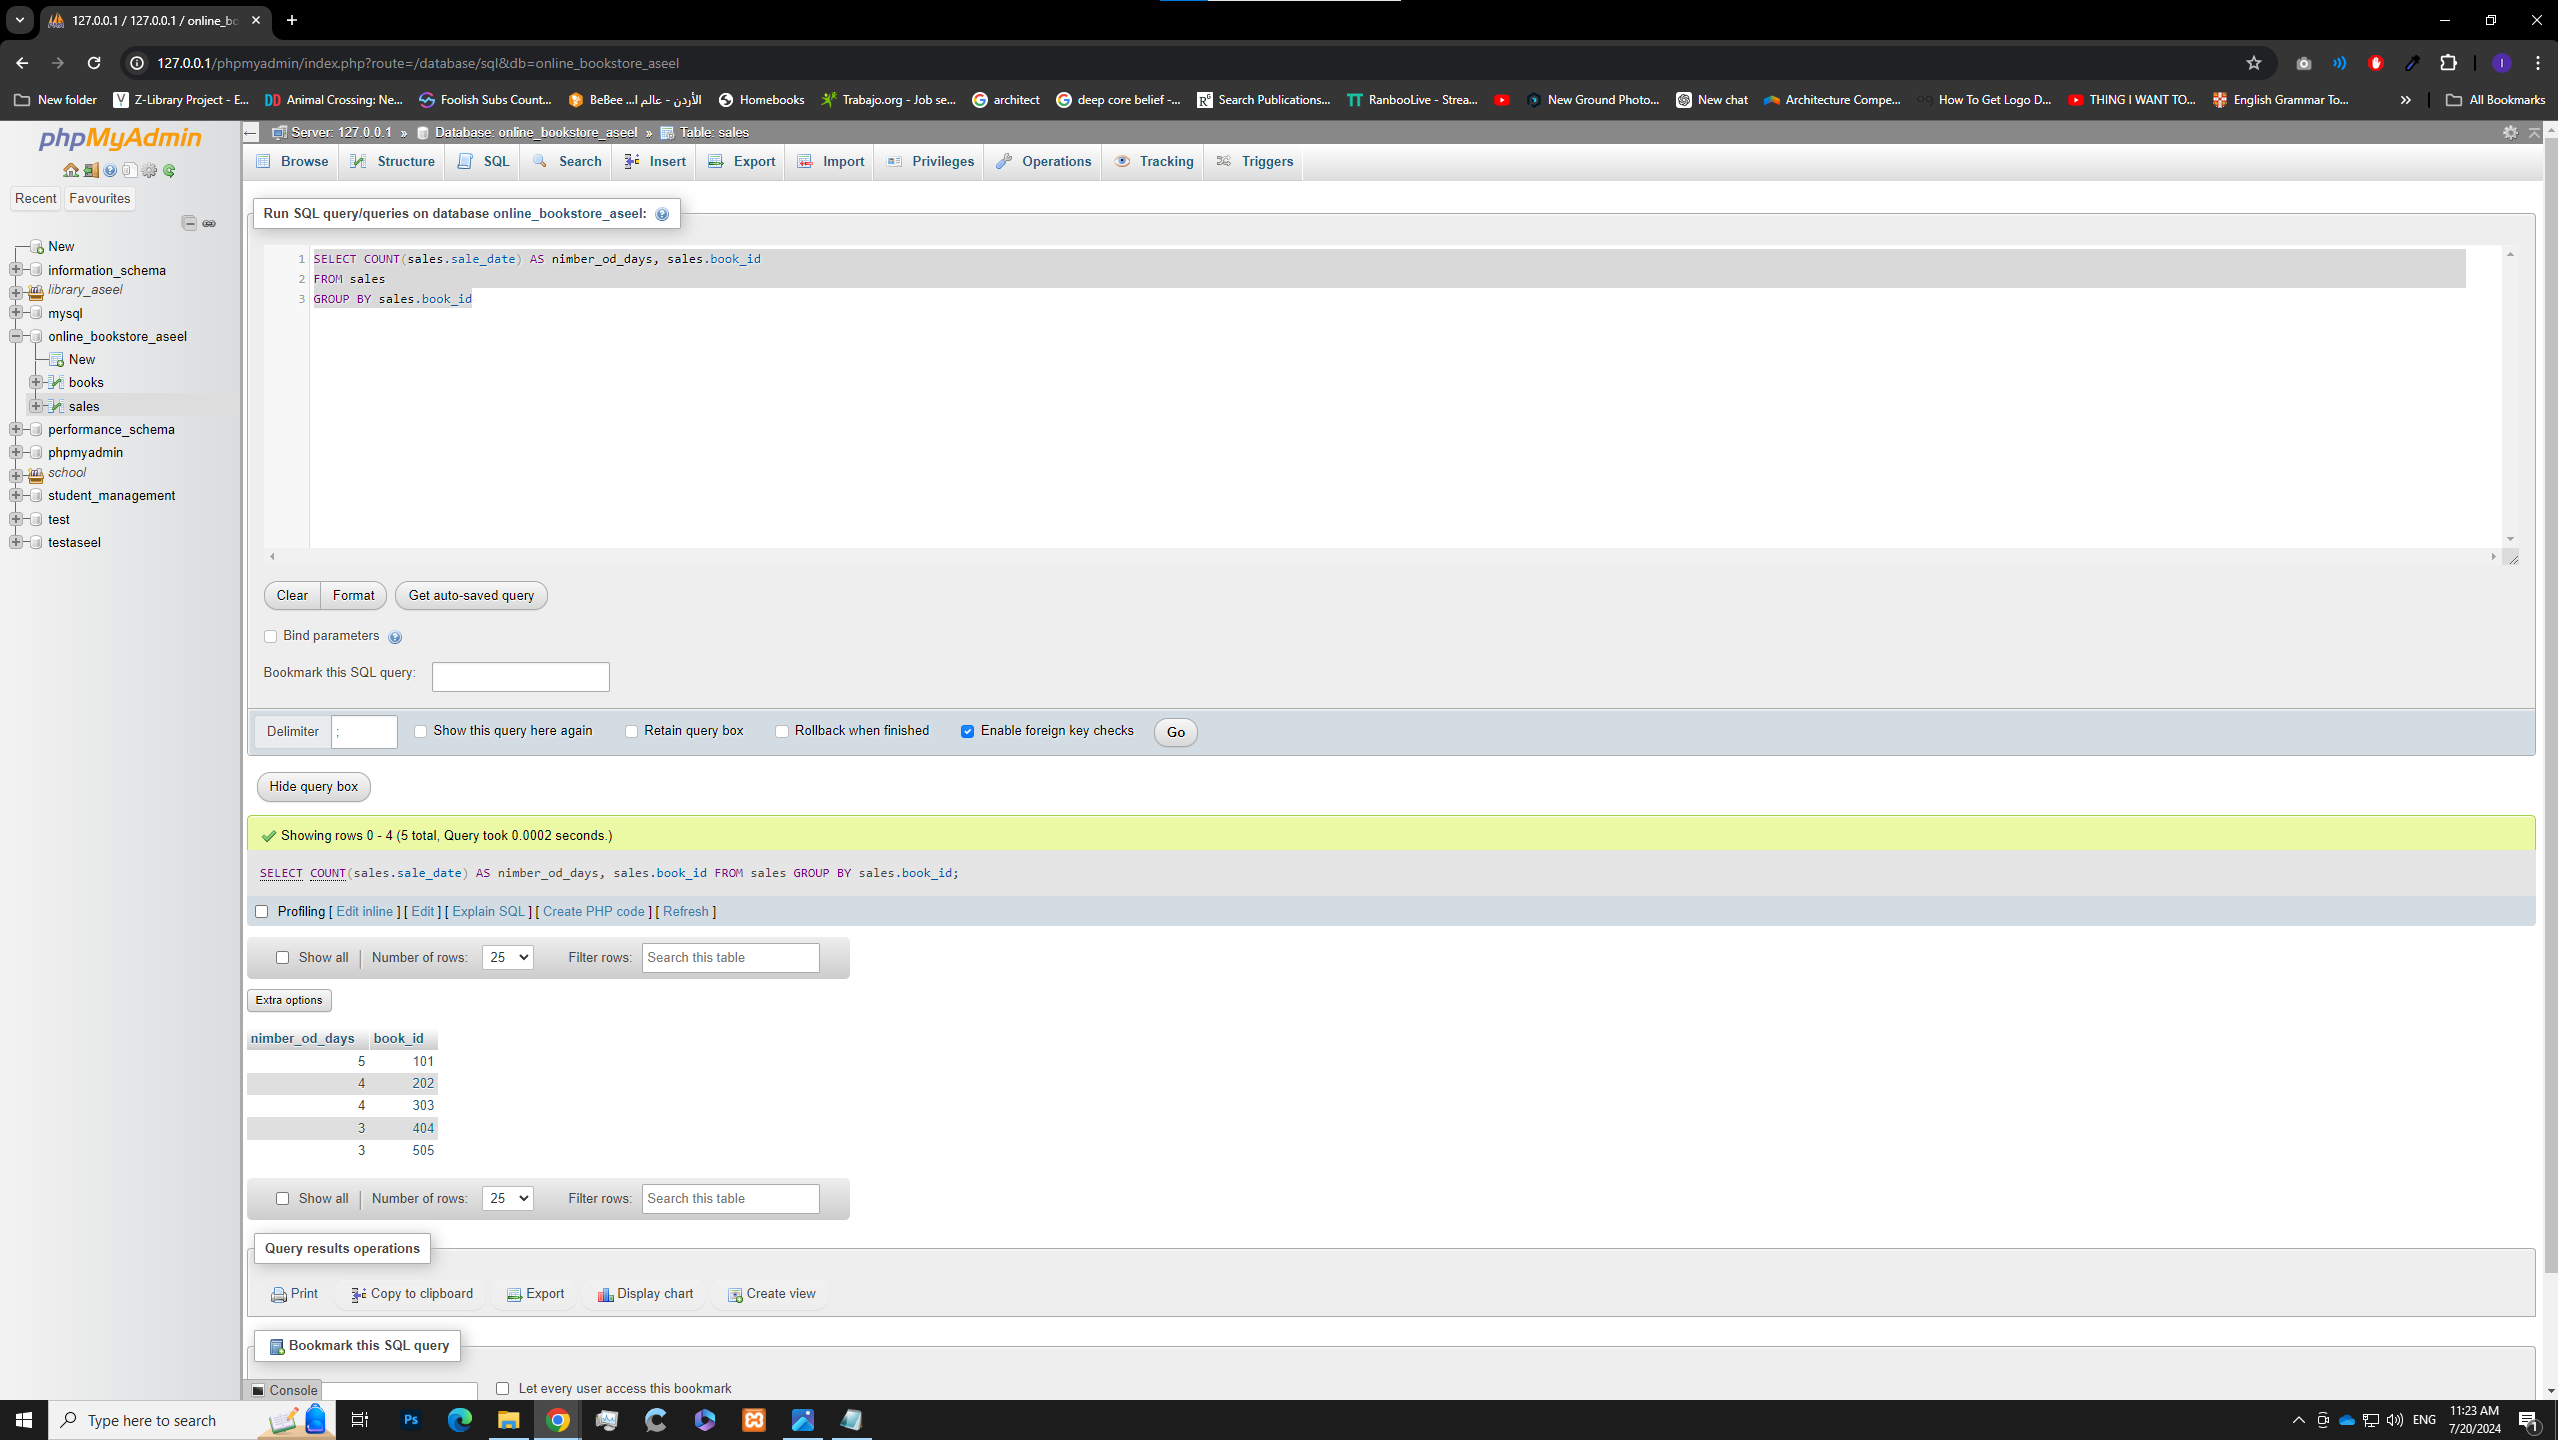 127.0.0.1 / 127.0.0.1 / online_bo
127.0.0.1/phpmyadmin/index.php?route=/database/sql&db=online_bookstore_aseel
New folder Z-Library Project - E... Animal Crossing: Ne... Foolish Subs Count... BeBee الأردن - عالم ا... Homebooks Trabajo.org - Job se... architect deep core belief -... Search Publications... RanbooLive - Strea... New Ground Photo... New chat Architecture Compe... How To Get Logo D... THING I WANT TO... English Grammar To... All Bookmarks
phpMyAdmin
Recent Favourites
New
information_schema
library_aseel
mysql
online_bookstore_aseel
New
books
sales
performance_schema
phpmyadmin
school
student_management
test
testaseel
Server: 127.0.0.1 » Database: online_bookstore_aseel » Table: sales
Browse Structure SQL Search Insert Export Import Privileges Operations Tracking Triggers
Run SQL query/queries on database online_bookstore_aseel:
1 SELECT COUNT(sales.sale_date) AS nimber_od_days, sales.book_id
2 FROM sales
3 GROUP BY sales.book_id
Clear Format Get auto-saved query
Bind parameters
Bookmark this SQL query:
Delimiter ; Show this query here again Retain query box Rollback when finished Enable foreign key checks Go
Hide query box
Showing rows 0 - 4 (5 total, Query took 0.0002 seconds.)
SELECT COUNT(sales.sale_date) AS nimber_od_days, sales.book_id FROM sales GROUP BY sales.book_id;
Profiling [ Edit inline ] [ Edit ] [ Explain SQL ] [ Create PHP code ] [ Refresh ]
Show all Number of rows: 25 Filter rows: Search this table
Extra options
nimber_od_days book_id
5 101
4 202
4 303
3 404
3 505
Show all Number of rows: 25 Filter rows: Search this table
Query results operations
Print Copy to clipboard Export Display chart Create view
Bookmark this SQL query
Console Let every user access this bookmark
Type here to search
Ps
ENG
11:23 AM
7/20/2024
1